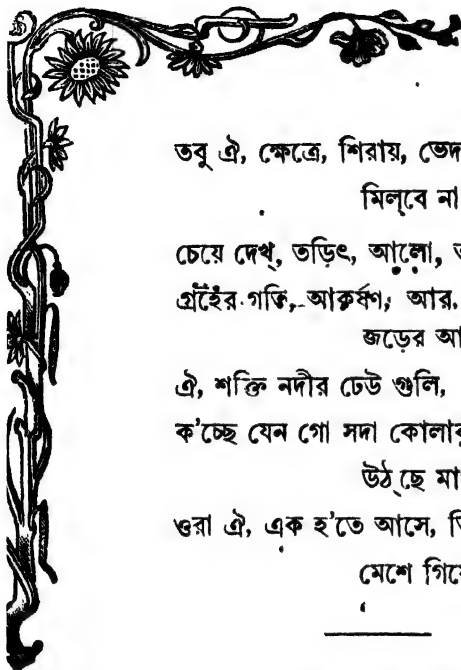 তবু ঐ, ক্ষেত্রে, শিরায়, ভেদ
মিল্‌বে না
চেয়ে দেখ্‌, তড়িৎ, আলো,
গ্রহের গতি, আকর্ষণ, আর
জড়ের আ
ঐ, শক্তি নদীর ঢেউ গুলি,
ক'চ্ছে যেন গো সদা
উঠ্‌ছে মা
ওরা ঐ, এক হ'তে আসে,
মেশে গিয়ে